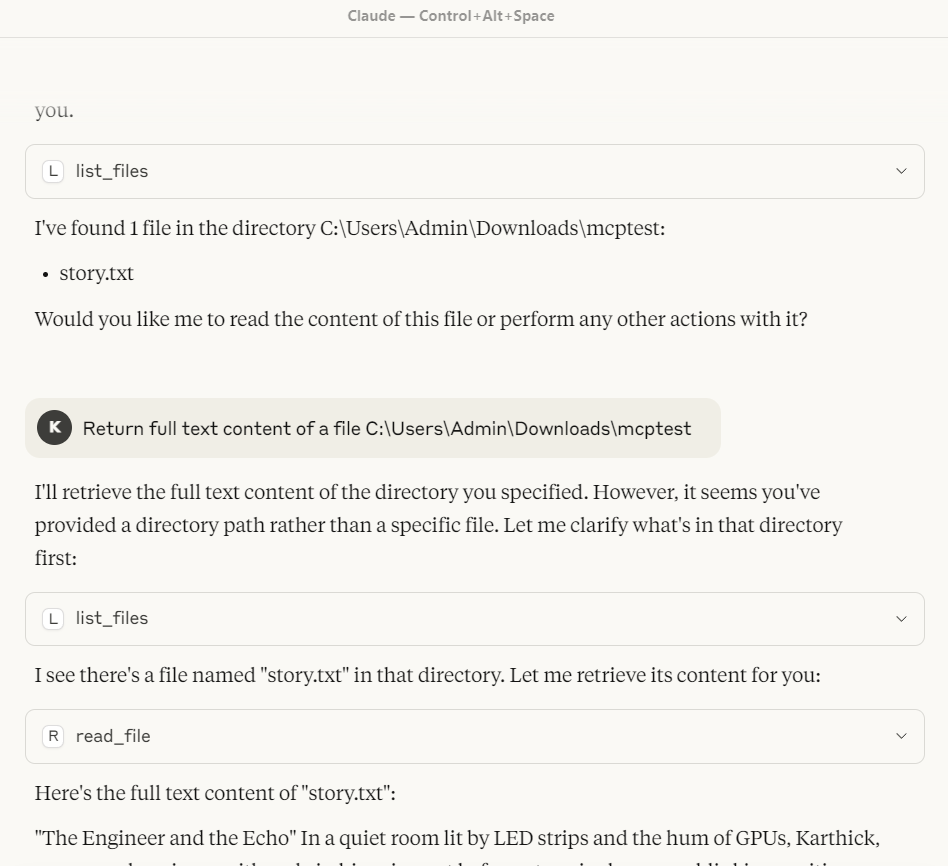 Claude — Control+Alt+Space
you.
L list_files
I've found 1 file in the directory C:\Users\Admin\Downloads\mcptest:
• story.txt
Would you like me to read the content of this file or perform any other actions with it?
K Return full text content of a file C:\Users\Admin\Downloads\mcptest
I'll retrieve the full text content of the directory you specified. However, it seems you've
provided a directory path rather than a specific file. Let me clarify what's in that directory
first:
L list_files
I see there's a file named "story.txt" in that directory. Let me retrieve its content for you:
R read_file
Here's the full text content of "story.txt":
"The Engineer and the Echo" In a quiet room lit by LED strips and the hum of GPUs, Karthick,